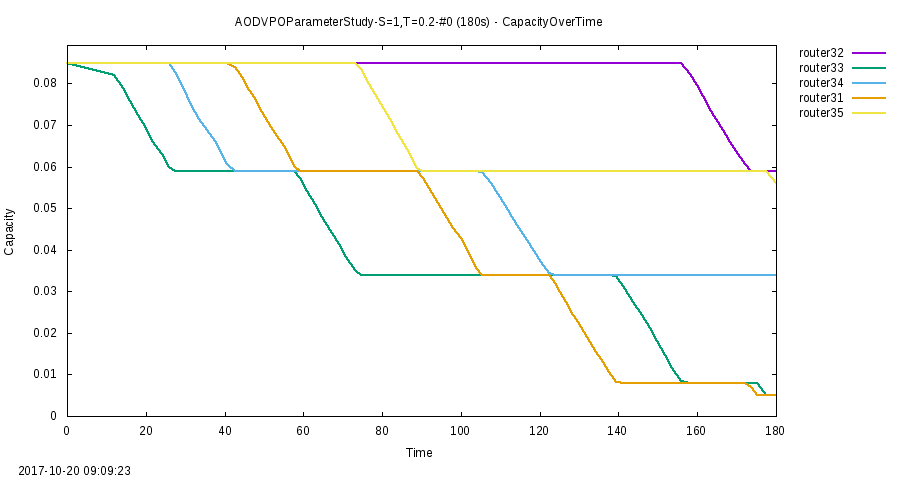 AODVPOParameterStudy-S=1,T=0.2-#0 (180s) - CapacityOverTime
router32
router33
router34
router31
router35
0.08
0.07
0.06
0.05
0.04
0.03
0.02
0.01
0
Capacity
0 20 40 60 80 100 120 140 160 180
Time
2017-10-20 09:09:23